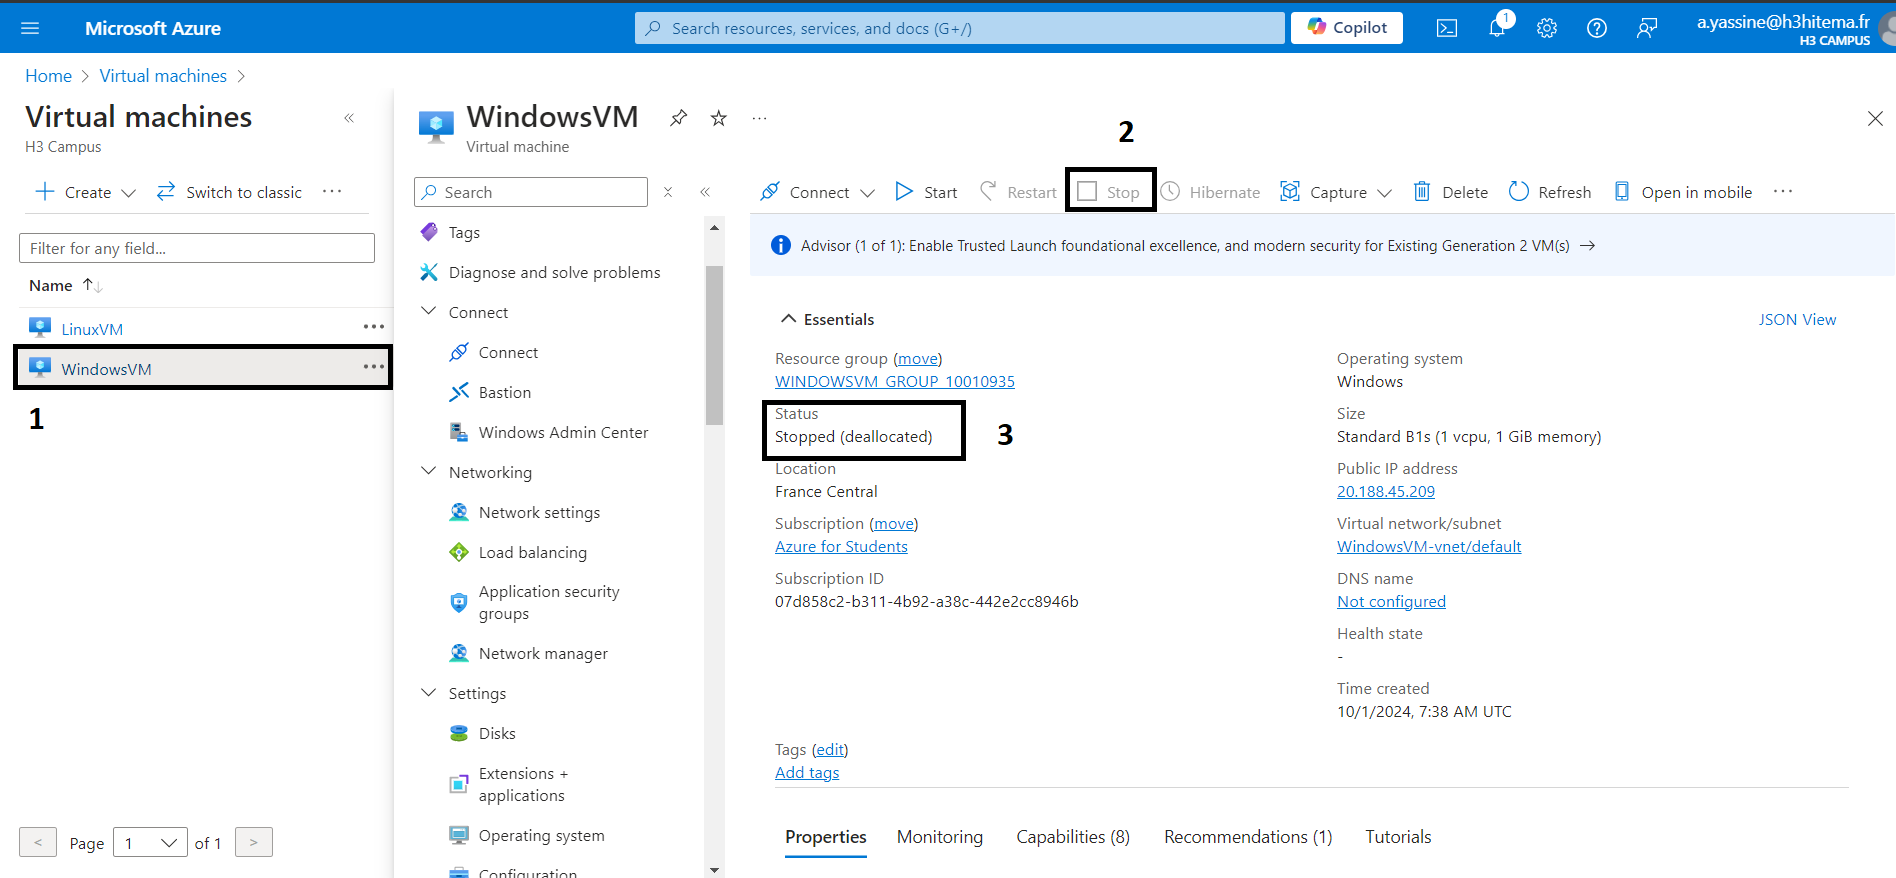 Microsoft Azure
Search resources, services, and docs (G+/)
Copilot
1
a.yassine@h3hitema.fr
H3 CAMPUS
Home > Virtual machines >
Virtual machines
H3 Campus
Create
Switch to classic
Filter for any field...
Name
LinuxVM
WindowsVM
1
< Page 1 of 1 >
WindowsVM
Virtual machine
Search
Tags
Diagnose and solve problems
Connect
Connect
Bastion
Windows Admin Center
Networking
Network settings
Load balancing
Application security
groups
Network manager
Settings
Disks
Extensions +
applications
Operating system
Configuration
2
Connect
Start
Restart
Stop
Hibernate
Capture
Delete
Refresh
Open in mobile
Advisor (1 of 1): Enable Trusted Launch foundational excellence, and modern security for Existing Generation 2 VM(s) →
Essentials
JSON View
Resource group (move)
WINDOWSVM_GROUP_10010935
Status
Stopped (deallocated)
3
Location
France Central
Subscription (move)
Azure for Students
Subscription ID
07d858c2-b311-4b92-a38c-442e2cc8946b
Operating system
Windows
Size
Standard B1s (1 vcpu, 1 GiB memory)
Public IP address
20.188.45.209
Virtual network/subnet
WindowsVM-vnet/default
DNS name
Not configured
Health state
-
Time created
10/1/2024, 7:38 AM UTC
Tags (edit)
Add tags
Properties
Monitoring
Capabilities (8)
Recommendations (1)
Tutorials